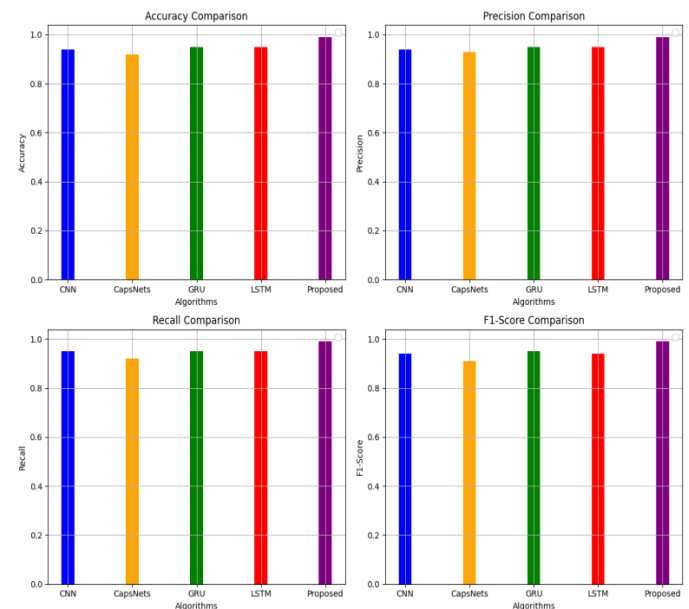 Accuracy Comparison
1.0
0.8
0.6
0.4
0.2
0.0
Accuracy
CNN CapsNets GRU LSTM Proposed
Algorithms
Precision Comparison
1.0
0.8
0.6
0.4
0.2
0.0
Precision
CNN CapsNets GRU LSTM Proposed
Algorithms
Recall Comparison
1.0
0.8
0.6
0.4
0.2
0.0
Recall
CNN CapsNets GRU LSTM Proposed
Algorithms
F1-Score Comparison
1.0
0.8
0.6
0.4
0.2
0.0
F1-Score
CNN CapsNets GRU LSTM Proposed
Algorithms